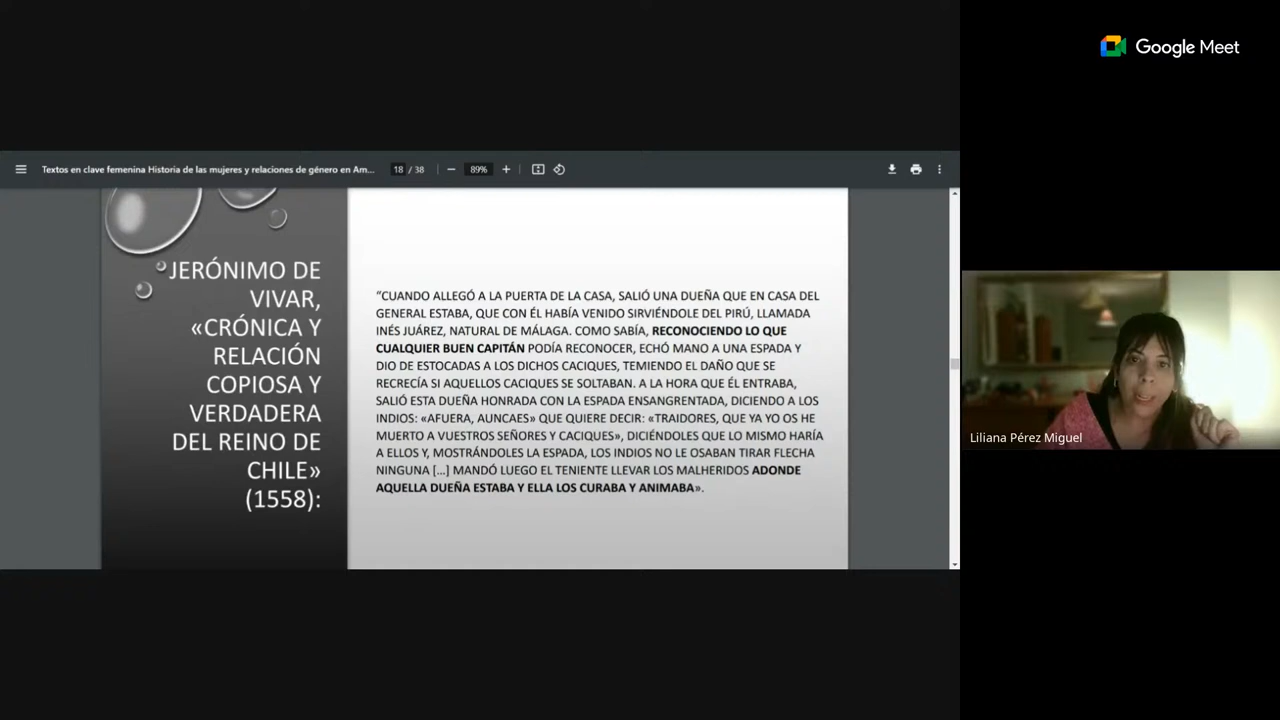 Google Meet
Textos en clave femenina Historia de las mujeres y relaciones de género en Am...
18 / 38
89%
JERÓNIMO DE
VIVAR,
«CRÓNICA Y
RELACIÓN
COPIOSA Y
VERDADERA
DEL REINO DE
CHILE»
(1558):
“CUANDO ALLEGÓ A LA PUERTA DE LA CASA, SALIÓ UNA DUEÑA QUE EN CASA DEL
GENERAL ESTABA, QUE CON ÉL HABÍA VENIDO SIRVIÉNDOLE DEL PIRÚ, LLAMADA
INÉS JUÁREZ, NATURAL DE MÁLAGA. COMO SABÍA, RECONOCIENDO LO QUE
CUALQUIER BUEN CAPITÁN PODÍA RECONOCER, ECHÓ MANO A UNA ESPADA Y
DIO DE ESTOCADAS A LOS DICHOS CACIQUES, TEMIENDO EL DAÑO QUE SE
RECRECÍA SI AQUELLOS CACIQUES SE SOLTABAN. A LA HORA QUE ÉL ENTRABA,
SALIÓ ESTA DUEÑA HONRADA CON LA ESPADA ENSANGRENTADA, DICIENDO A LOS
INDIOS: «AFUERA, AUNCAES» QUE QUIERE DECIR: «TRAIDORES, QUE YA YO OS HE
MUERTO A VUESTROS SEÑORES Y CACIQUES», DICIÉNDOLES QUE LO MISMO HARÍA
A ELLOS Y, MOSTRÁNDOLES LA ESPADA, LOS INDIOS NO LE OSABAN TIRAR FLECHA
NINGUNA […] MANDÓ LUEGO EL TENIENTE LLEVAR LOS MALHERIDOS ADONDE
AQUELLA DUEÑA ESTABA Y ELLA LOS CURABA Y ANIMABA».
Liliana Pérez Miguel